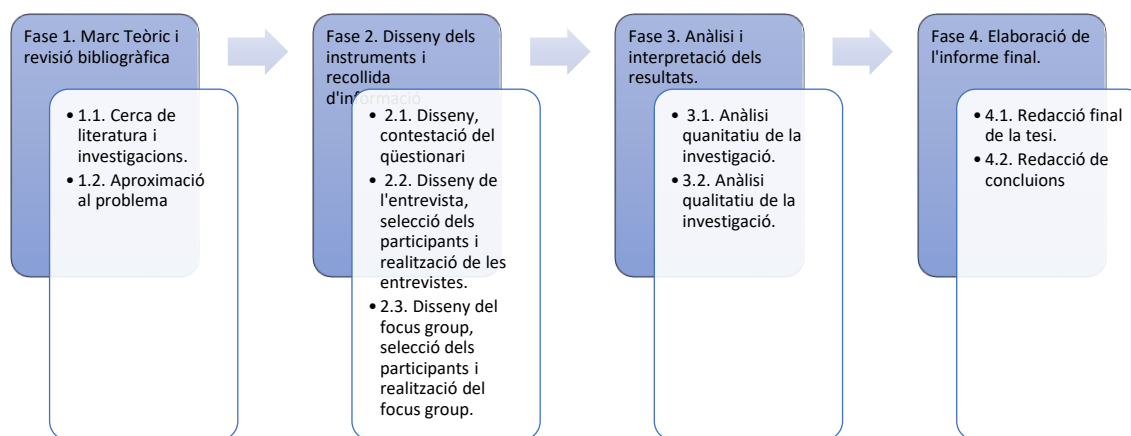 Fase 1. Marc Teòric i
revisió bibliogràfica
• 1.1. Cerca de
literatura i
investigacions.
• 1.2. Aproximació
al problema
Fase 2. Disseny dels
instruments i
recollida
d'informació
• 2.1. Disseny,
contestació del
qüestionari
• 2.2. Disseny de
l'entrevista,
selecció dels
participants i
realització de les
entrevistes.
• 2.3. Disseny del
focus group,
selecció dels
participants i
realització del
focus group.
Fase 3. Anàlisi i
interpretació dels
resultats.
• 3.1. Anàlisi
quanitatiu de la
investigació.
• 3.2. Anàlisi
qualitatiu de la
investigació.
Fase 4. Elaboració de
l'informe final.
• 4.1. Redacció final
de la tesi.
• 4.2. Redacció de
concluions